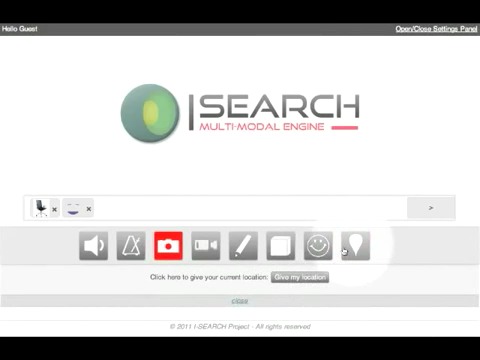 Hello Guest
Open/Close Settings Panel
|SEARCH
MULTI-MODAL ENGINE
x x >
Click here to give your current location: Give my location
close
© 2011 I-SEARCH Project - All rights reserved